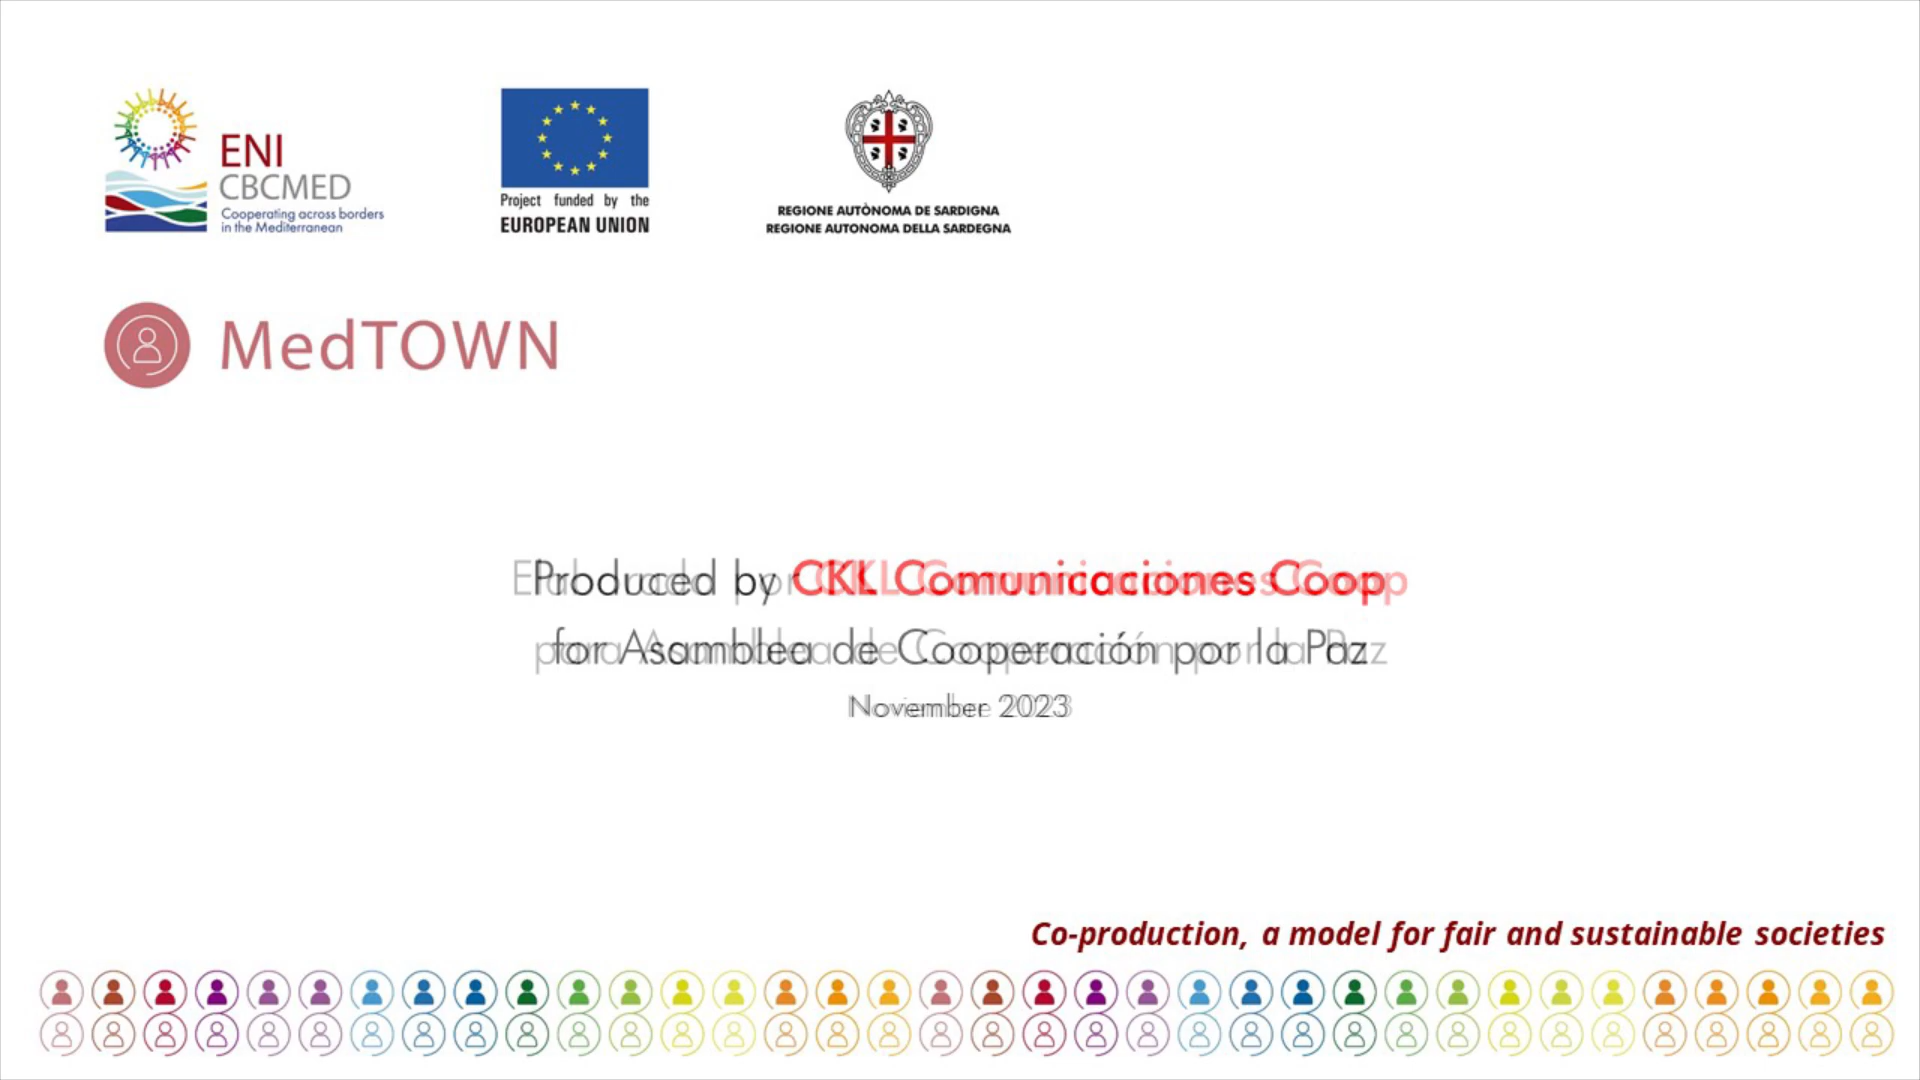 ENI
CBCMED
Cooperating across borders
in the Mediterranean
Project funded by the
EUROPEAN UNION
REGIONE AUTÒNOMA DE SARDIGNA
REGIONE AUTONOMA DELLA SARDEGNA
MedTOWN
Produced by CKL Comunicaciones Coop
for Asamblea de Cooperación por la Paz
November 2023
Co-production, a model for fair and sustainable societies